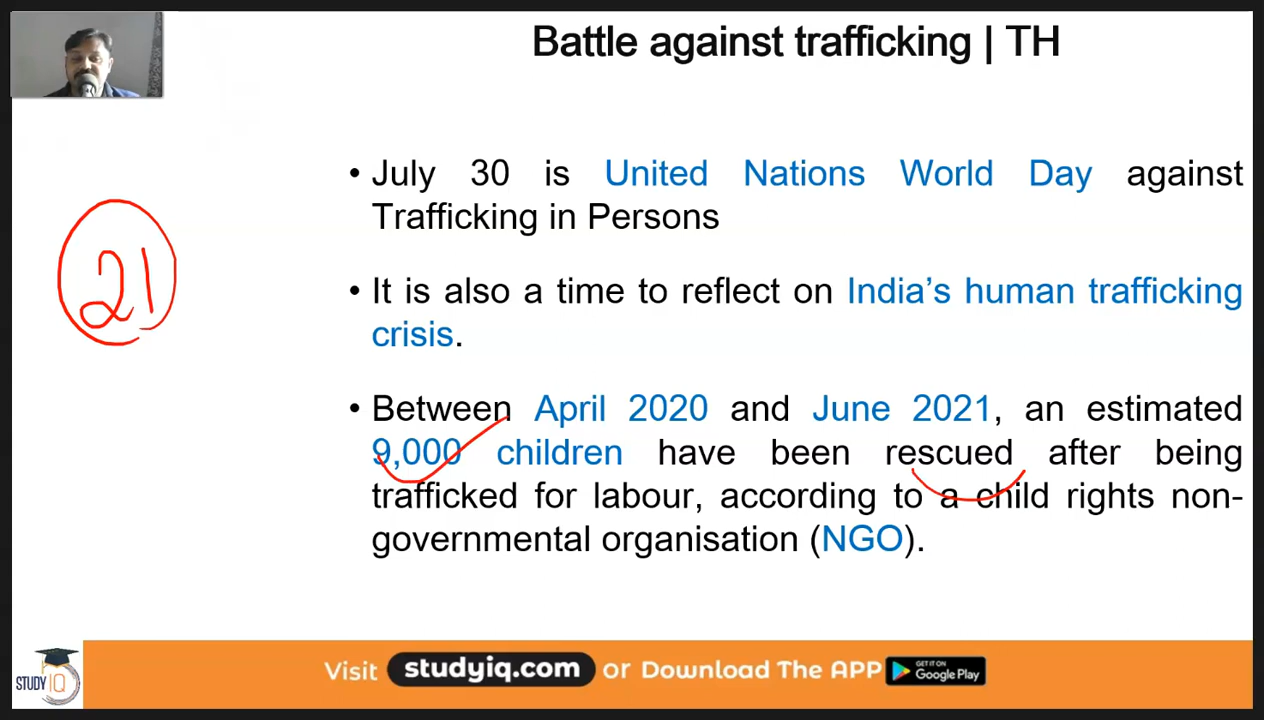 Battle against trafficking | TH
• July 30 is United Nations World Day against
Trafficking in Persons
21
• It is also a time to reflect on India’s human trafficking
crisis.
• Between April 2020 and June 2021, an estimated
9,000 children have been rescued after being
trafficked for labour, according to a child rights non-
governmental organisation (NGO).
STUDY IQ
Visit studyiq.com or Download The APP GET IT ON Google Play